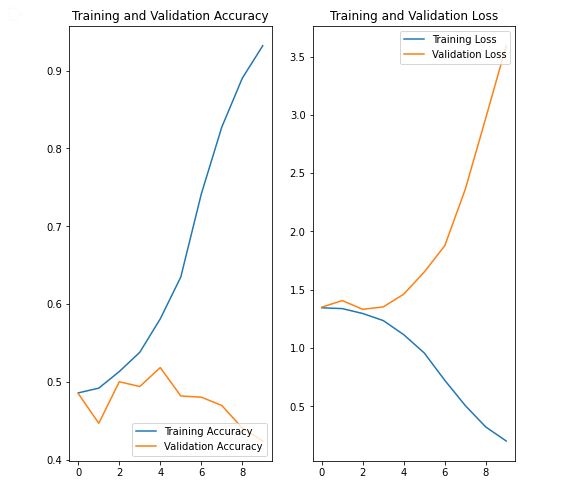 Training and Validation Accuracy
0.9
0.8
0.7
0.6
0.5
0.4
0 2 4 6 8
Training Accuracy
Validation Accuracy
Training and Validation Loss
3.5
3.0
2.5
2.0
1.5
1.0
0.5
0 2 4 6 8
Training Loss
Validation Loss